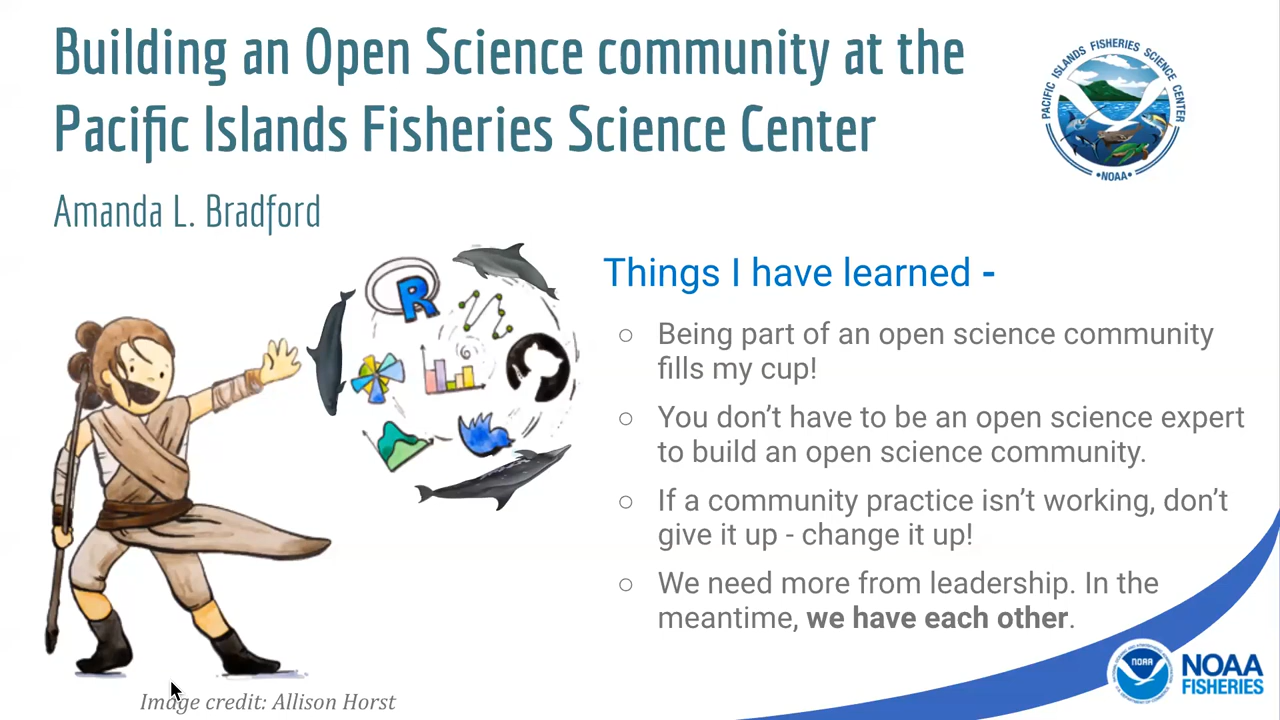 Building an Open Science community at the
Pacific Islands Fisheries Science Center
Amanda L. Bradford
PACIFIC ISLANDS FISHERIES SCIENCE CENTER
•NOAA•
R
Things I have learned -
○ Being part of an open science community
fills my cup!
○ You don't have to be an open science expert
to build an open science community.
○ If a community practice isn't working, don't
give it up - change it up!
○ We need more from leadership. In the
meantime, we have each other.
Image credit: Allison Horst
NOAA
NOAA
FISHERIES